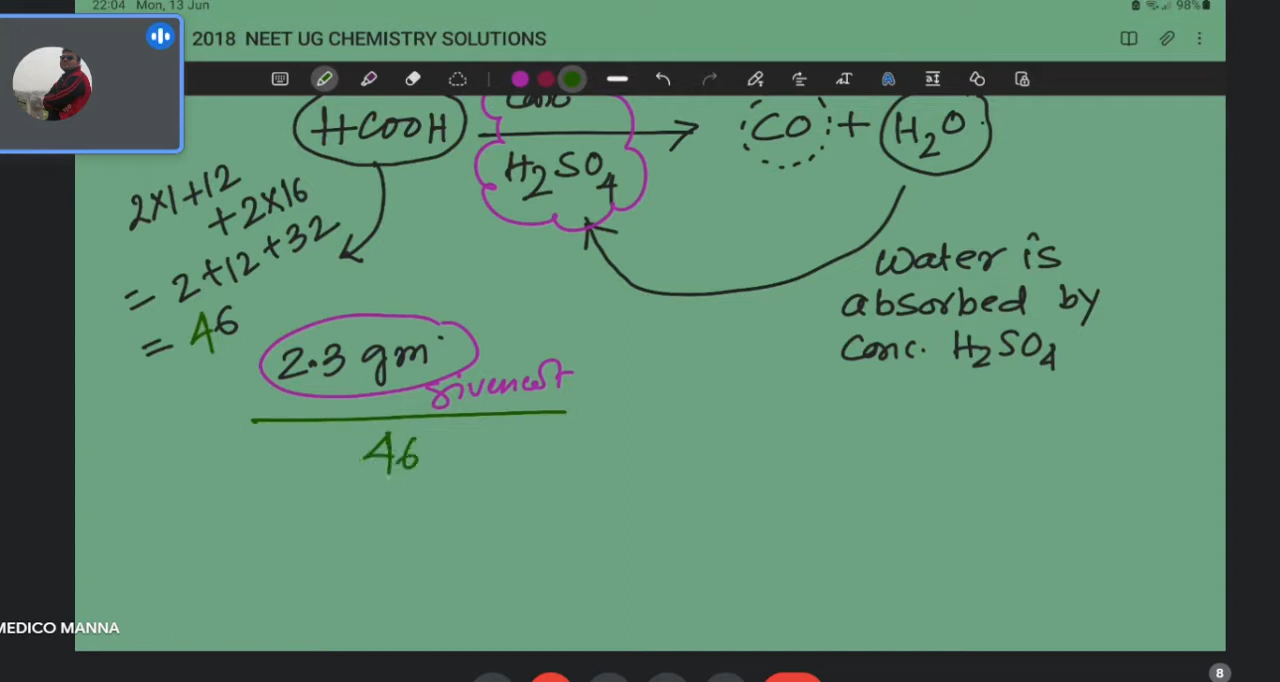 22:04 Mon, 13 Jun
98%
2018 NEET UG CHEMISTRY SOLUTIONS
Conc
HCOOH → CO + H2O
H2SO4
2×1+12
+2×16
= 2+12+32
= 46
Water is
absorbed by
Conc. H2SO4
2.3 gm
46
MEDICO MANNA
8